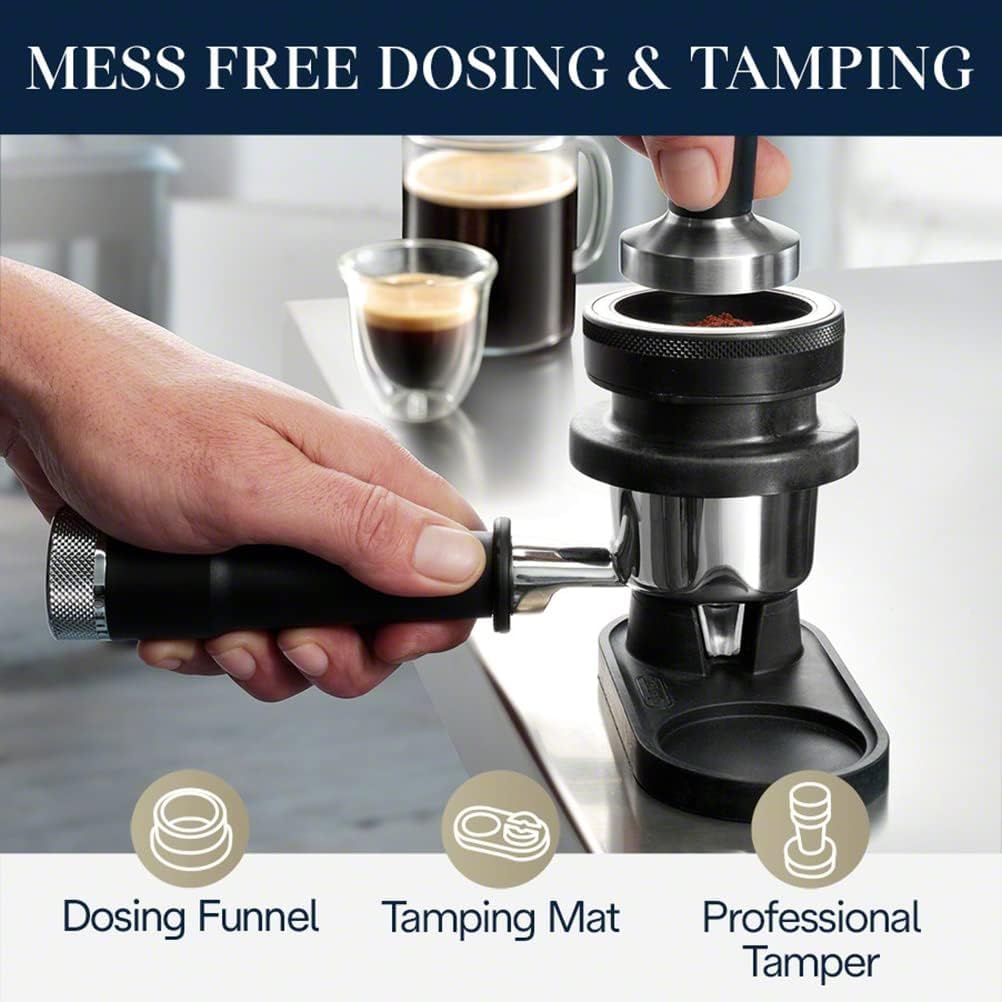 MESS FREE DOSING & TAMPING
Dosing Funnel
Tamping Mat
Professional
Tamper